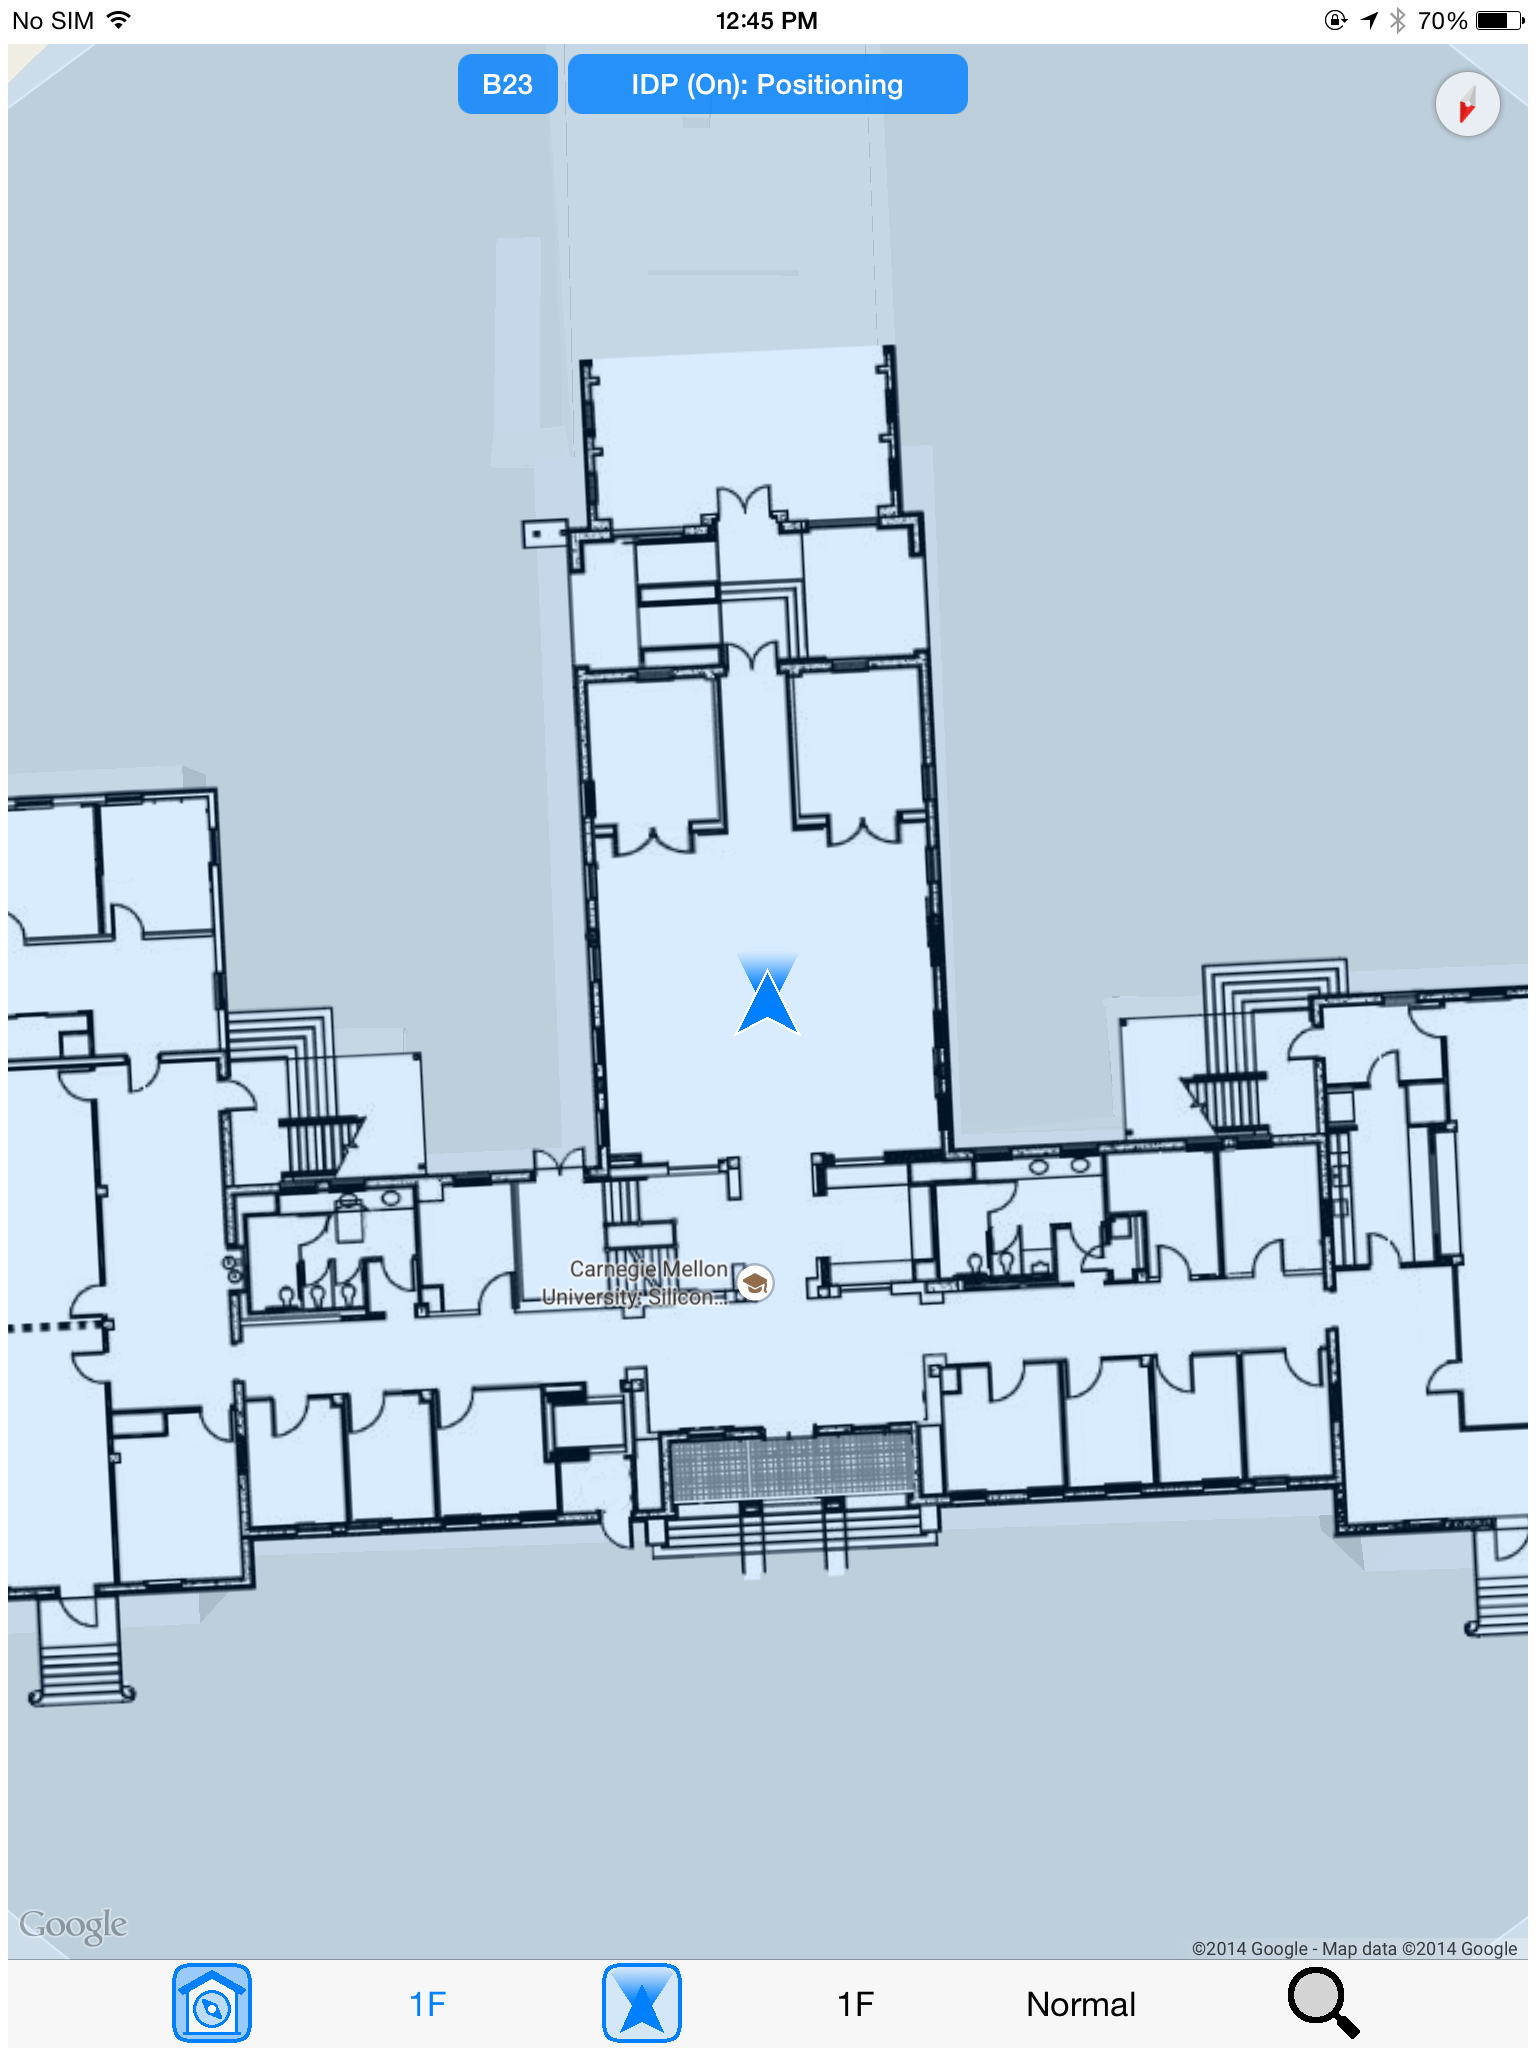 No SIM 12:45 PM 70%
B23 IDP (On): Positioning
Carnegie Mellon
University: Silicon...
Google
©2014 Google - Map data ©2014 Google
1F 1F Normal